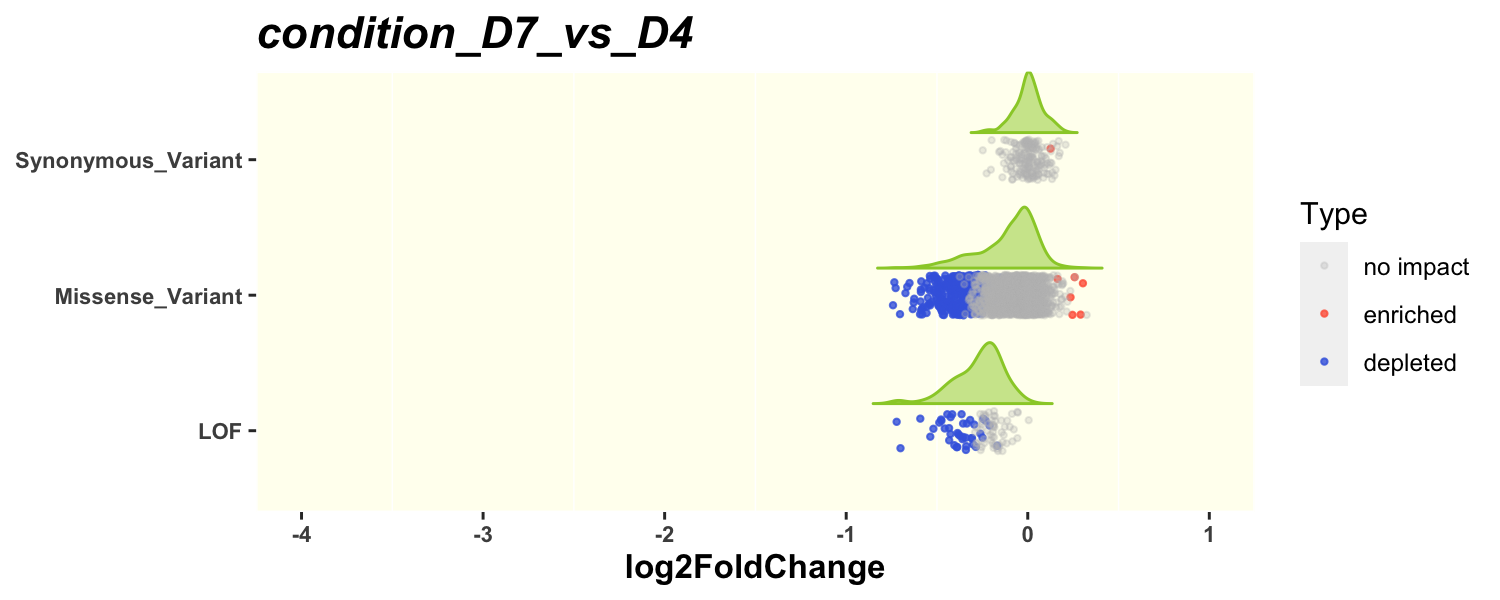 condition_D7_vs_D4
Synonymous_Variant
Missense_Variant
LOF
-4 -3 -2 -1 0 1
log2FoldChange
Type
no impact
enriched
depleted